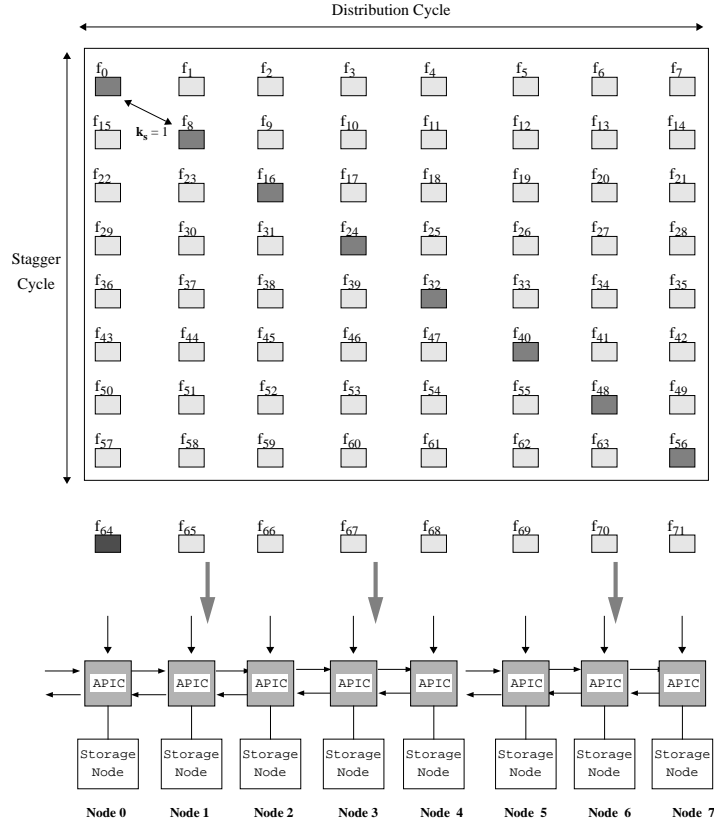 Distribution Cycle
f0 f1 f2 f3 f4 f5 f6 f7
k_s = 1
f15 f8 f9 f10 f11 f12 f13 f14
f22 f23 f16 f17 f18 f19 f20 f21
f29 f30 f31 f24 f25 f26 f27 f28
Stagger
Cycle
f36 f37 f38 f39 f32 f33 f34 f35
f43 f44 f45 f46 f47 f40 f41 f42
f50 f51 f52 f53 f54 f55 f48 f49
f57 f58 f59 f60 f61 f62 f63 f56
f64 f65 f66 f67 f68 f69 f70 f71
APIC APIC APIC APIC APIC APIC APIC APIC
Storage Storage Storage Storage Storage Storage Storage Storage
Node Node Node Node Node Node Node Node
Node 0 Node 1 Node 2 Node 3 Node 4 Node 5 Node 6 Node 7